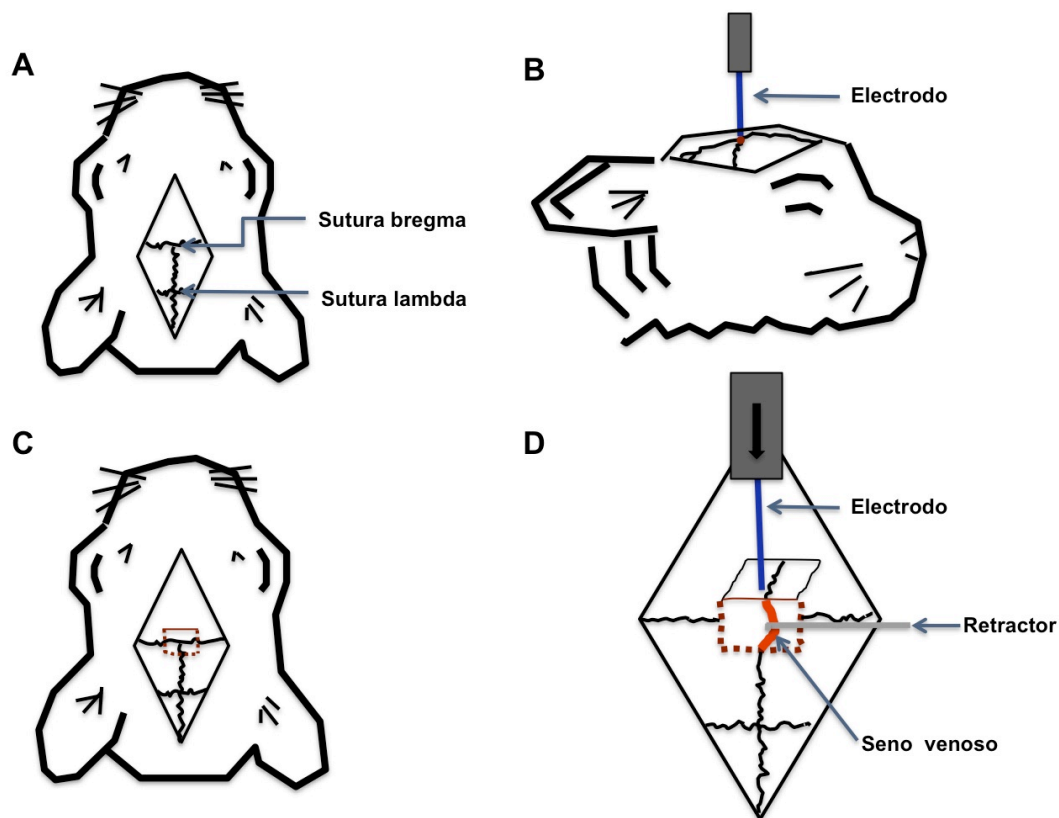 A
Sutura bregma
Sutura lambda
B
Electrodo
C
D
Electrodo
Retractor
Seno venoso